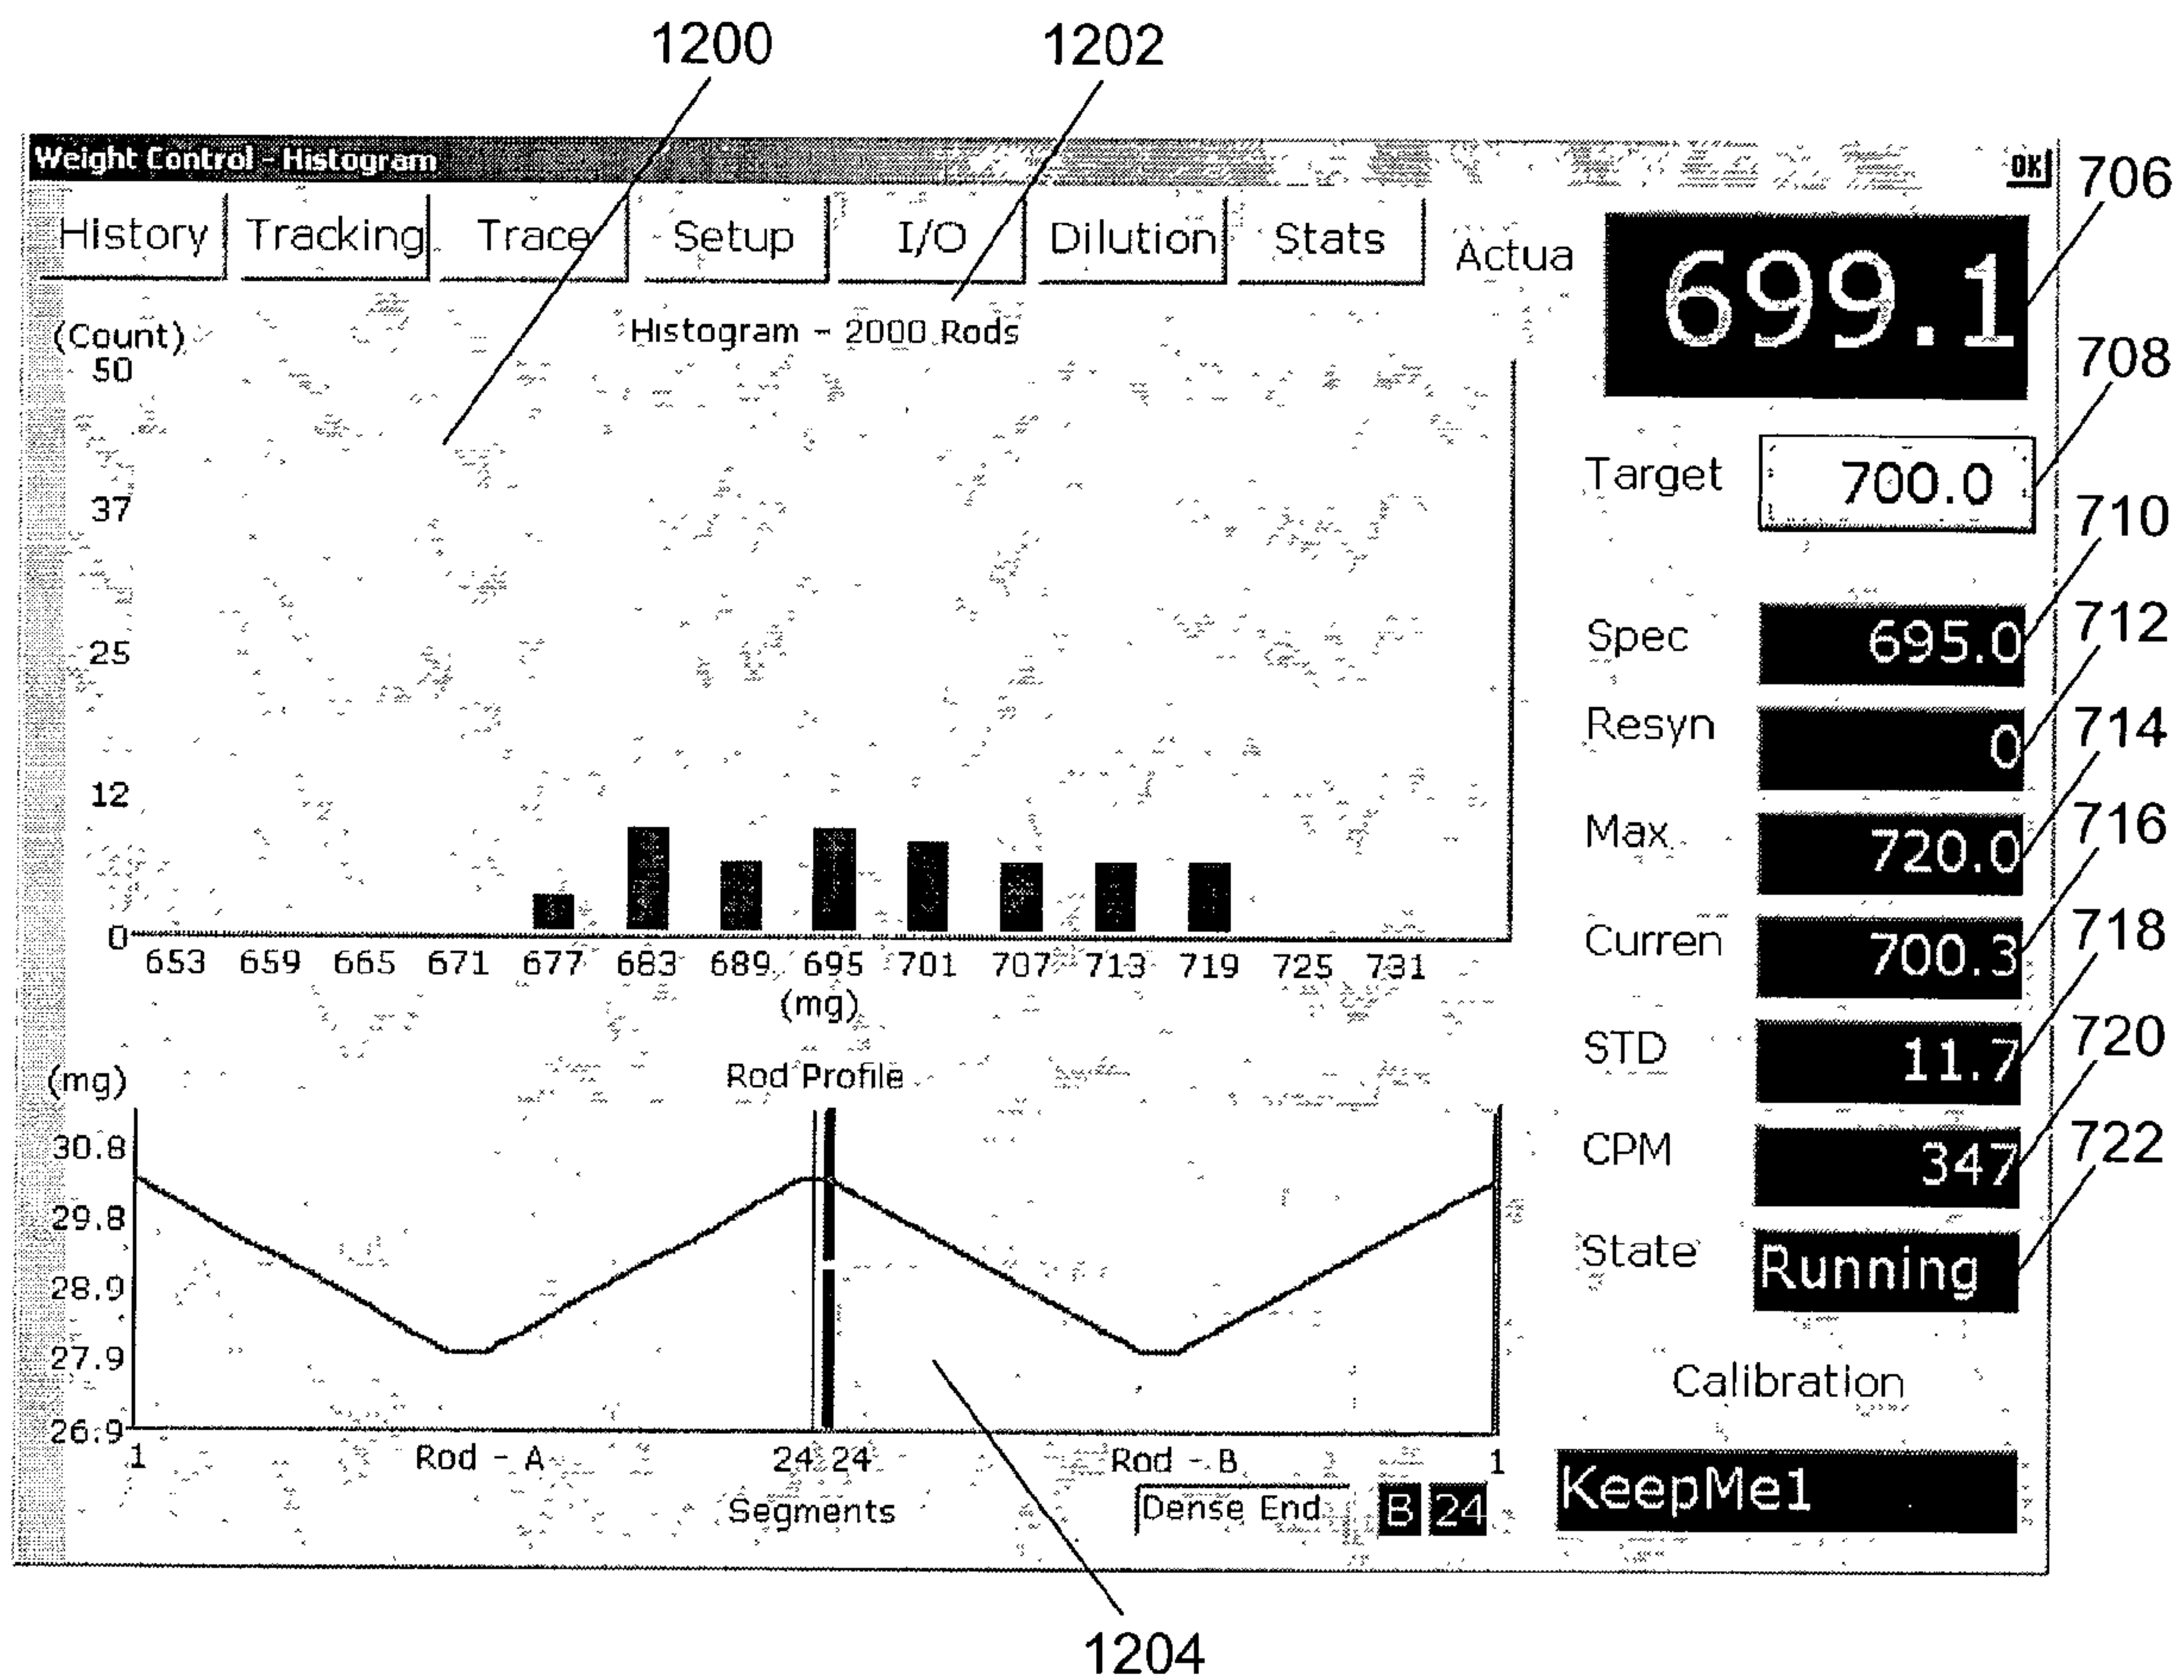 1200 1202
Weight Control - Histogram OK
706
History Tracking Trace Setup I/O Dilution Stats Actua 699.1
(Count) Histogram - 2000 Rods
708
50
Target 700.0
37
710
Spec 695.0
712
25
Resyn 0
714
12
Max 720.0
716
0
Curren 700.3
718
653 659 665 671 677 683 689 695 701 707 713 719 725 731
(mg)
STD 11.7
720
(mg) Rod Profile
CPM 347
722
30.8
29.8
State Running
28.9
27.9
Calibration
26.9
1 Rod - A 24 24 Rod - B 1
Segments Dense End B 24 KeepMe1
1204